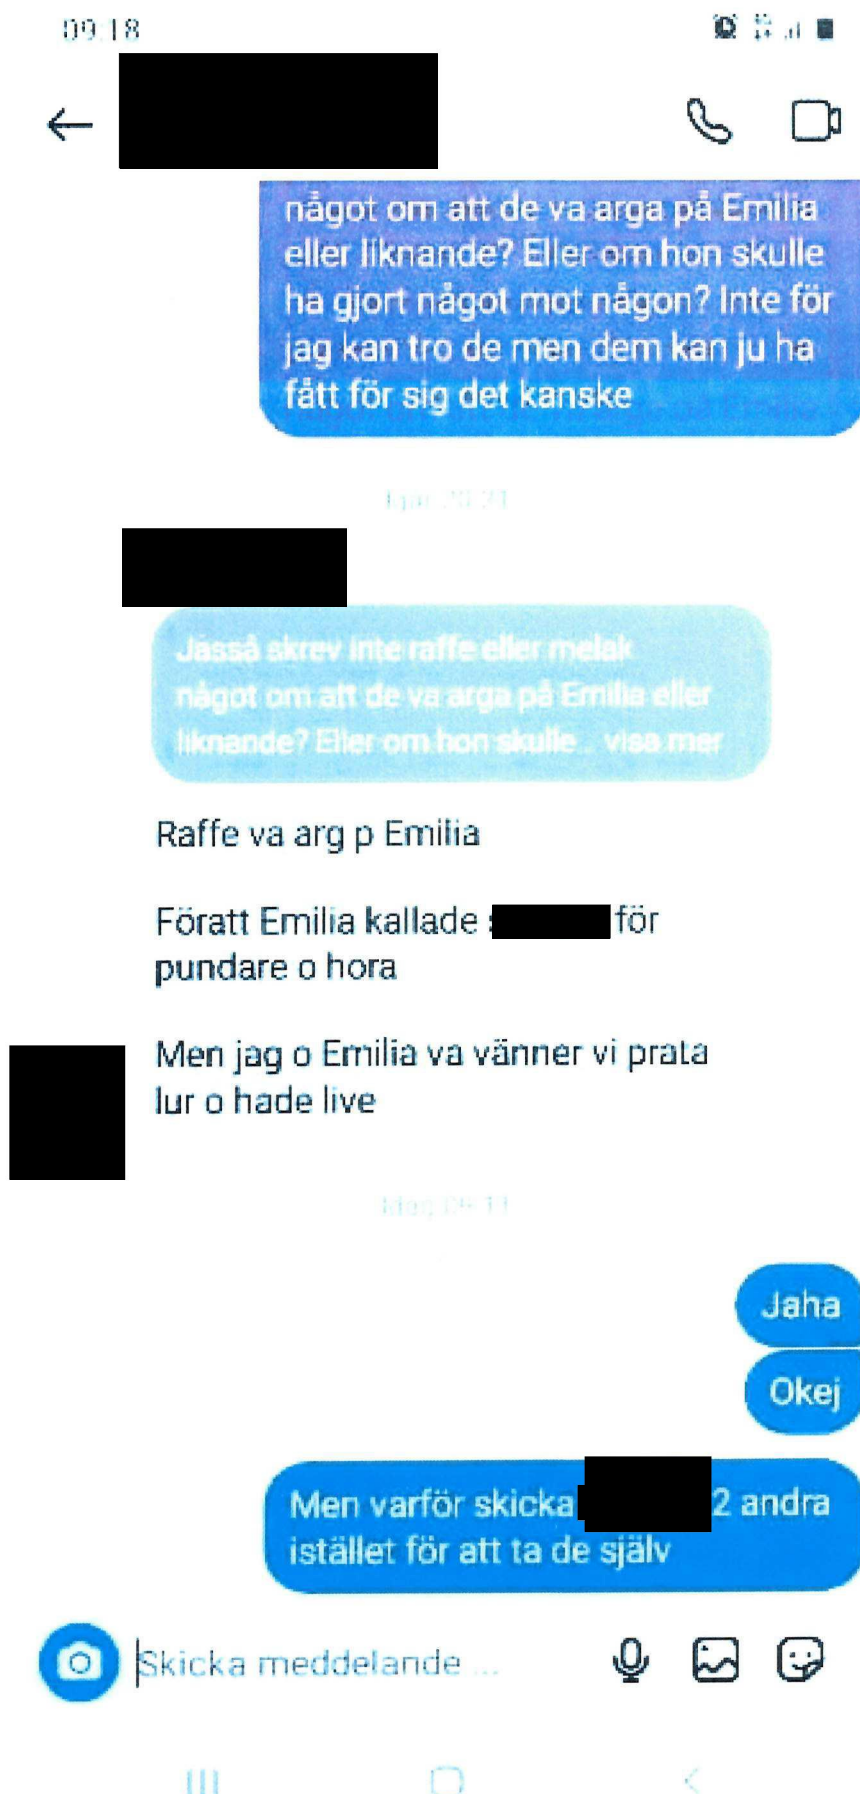 09:18
något om att de va arga på Emilia
eller liknande? Eller om hon skulle
ha gjort något mot någon? Inte för
jag kan tro de men dem kan ju ha
fått för sig det kanske
Jasså skrev inte raffe eller melak
något om att de va arga på Emilia eller
liknande? Eller om hon skulle... visa mer
Raffe va arg p Emilia
Föratt Emilia kallade för
pundare o hora
Men jag o Emilia va vänner vi prata
lur o hade live
Jaha
Okej
Men varför skicka 2 andra
istället för att ta de själv
Skicka meddelande ...